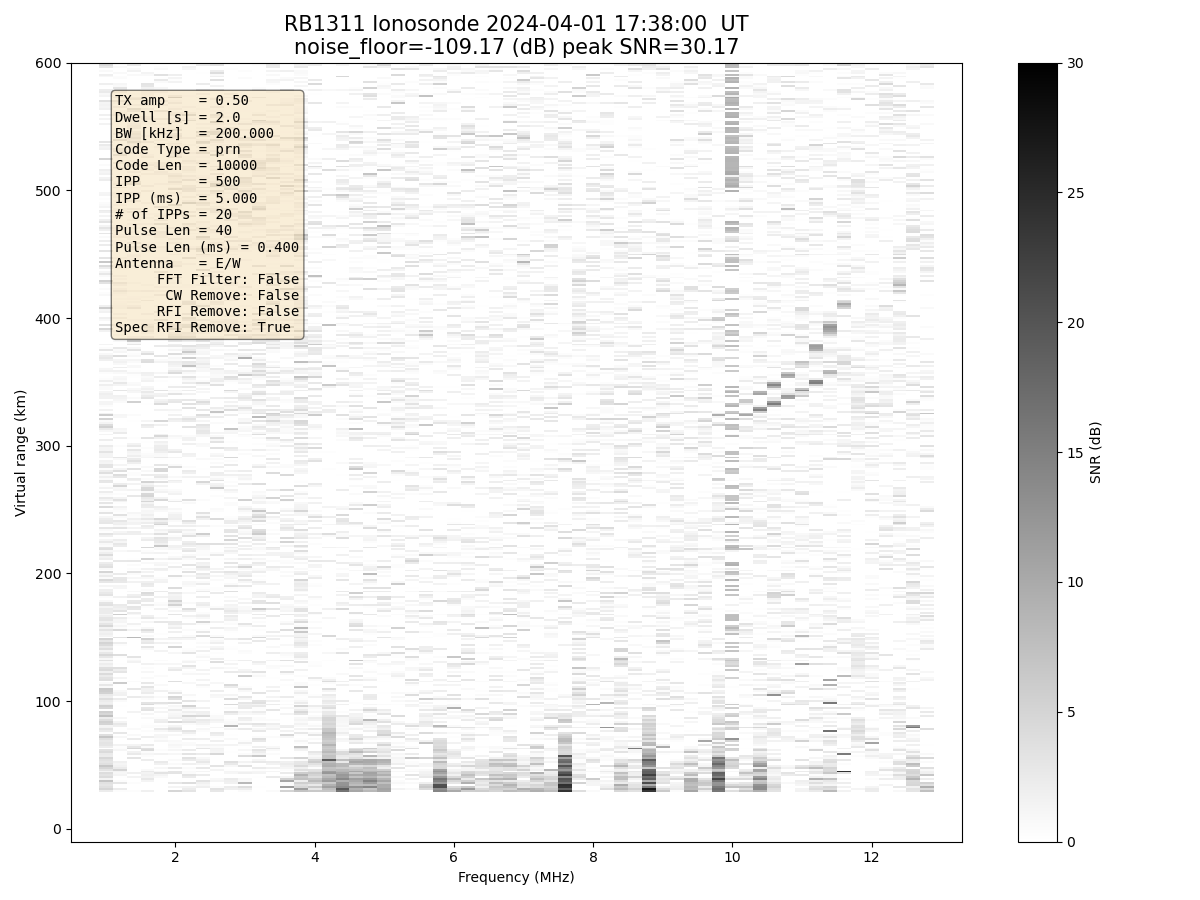 RB1311 Ionosonde 2024-04-01 17:38:00 UT
noise_floor=-109.17 (dB) peak SNR=30.17
TX amp = 0.50
Dwell [s] = 2.0
BW [kHz] = 200.000
Code Type = prn
Code Len = 10000
IPP = 500
IPP (ms) = 5.000
# of IPPs = 20
Pulse Len = 40
Pulse Len (ms) = 0.400
Antenna = E/W
FFT Filter: False
CW Remove: False
RFI Remove: False
Spec RFI Remove: True
600
500
400
300
200
100
0
Virtual range (km)
2 4 6 8 10 12
Frequency (MHz)
30
25
20
15
10
5
0
SNR (dB)